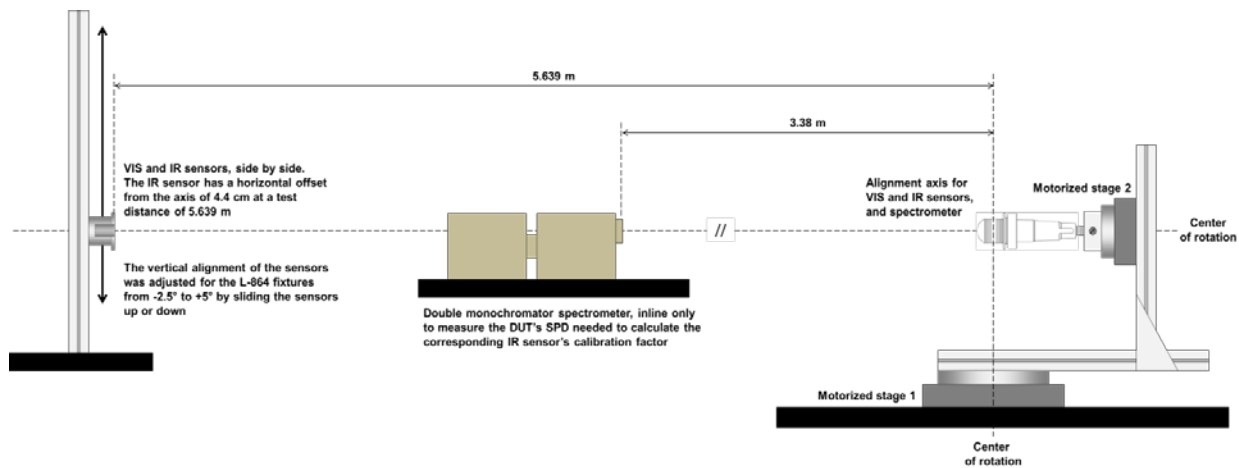 5.639 m
3.38 m
VIS and IR sensors, side by side.
The IR sensor has a horizontal offset
from the axis of 4.4 cm at a test
distance of 5.639 m
Alignment axis for
VIS and IR sensors,
and spectrometer
Motorized stage 2
//
Center
of rotation
The vertical alignment of the sensors
was adjusted for the L-864 fixtures
from -2.5° to +5° by sliding the sensors
up or down
Double monochromator spectrometer, inline only
to measure the DUT's SPD needed to calculate the
corresponding IR sensor's calibration factor
Motorized stage 1
Center
of rotation